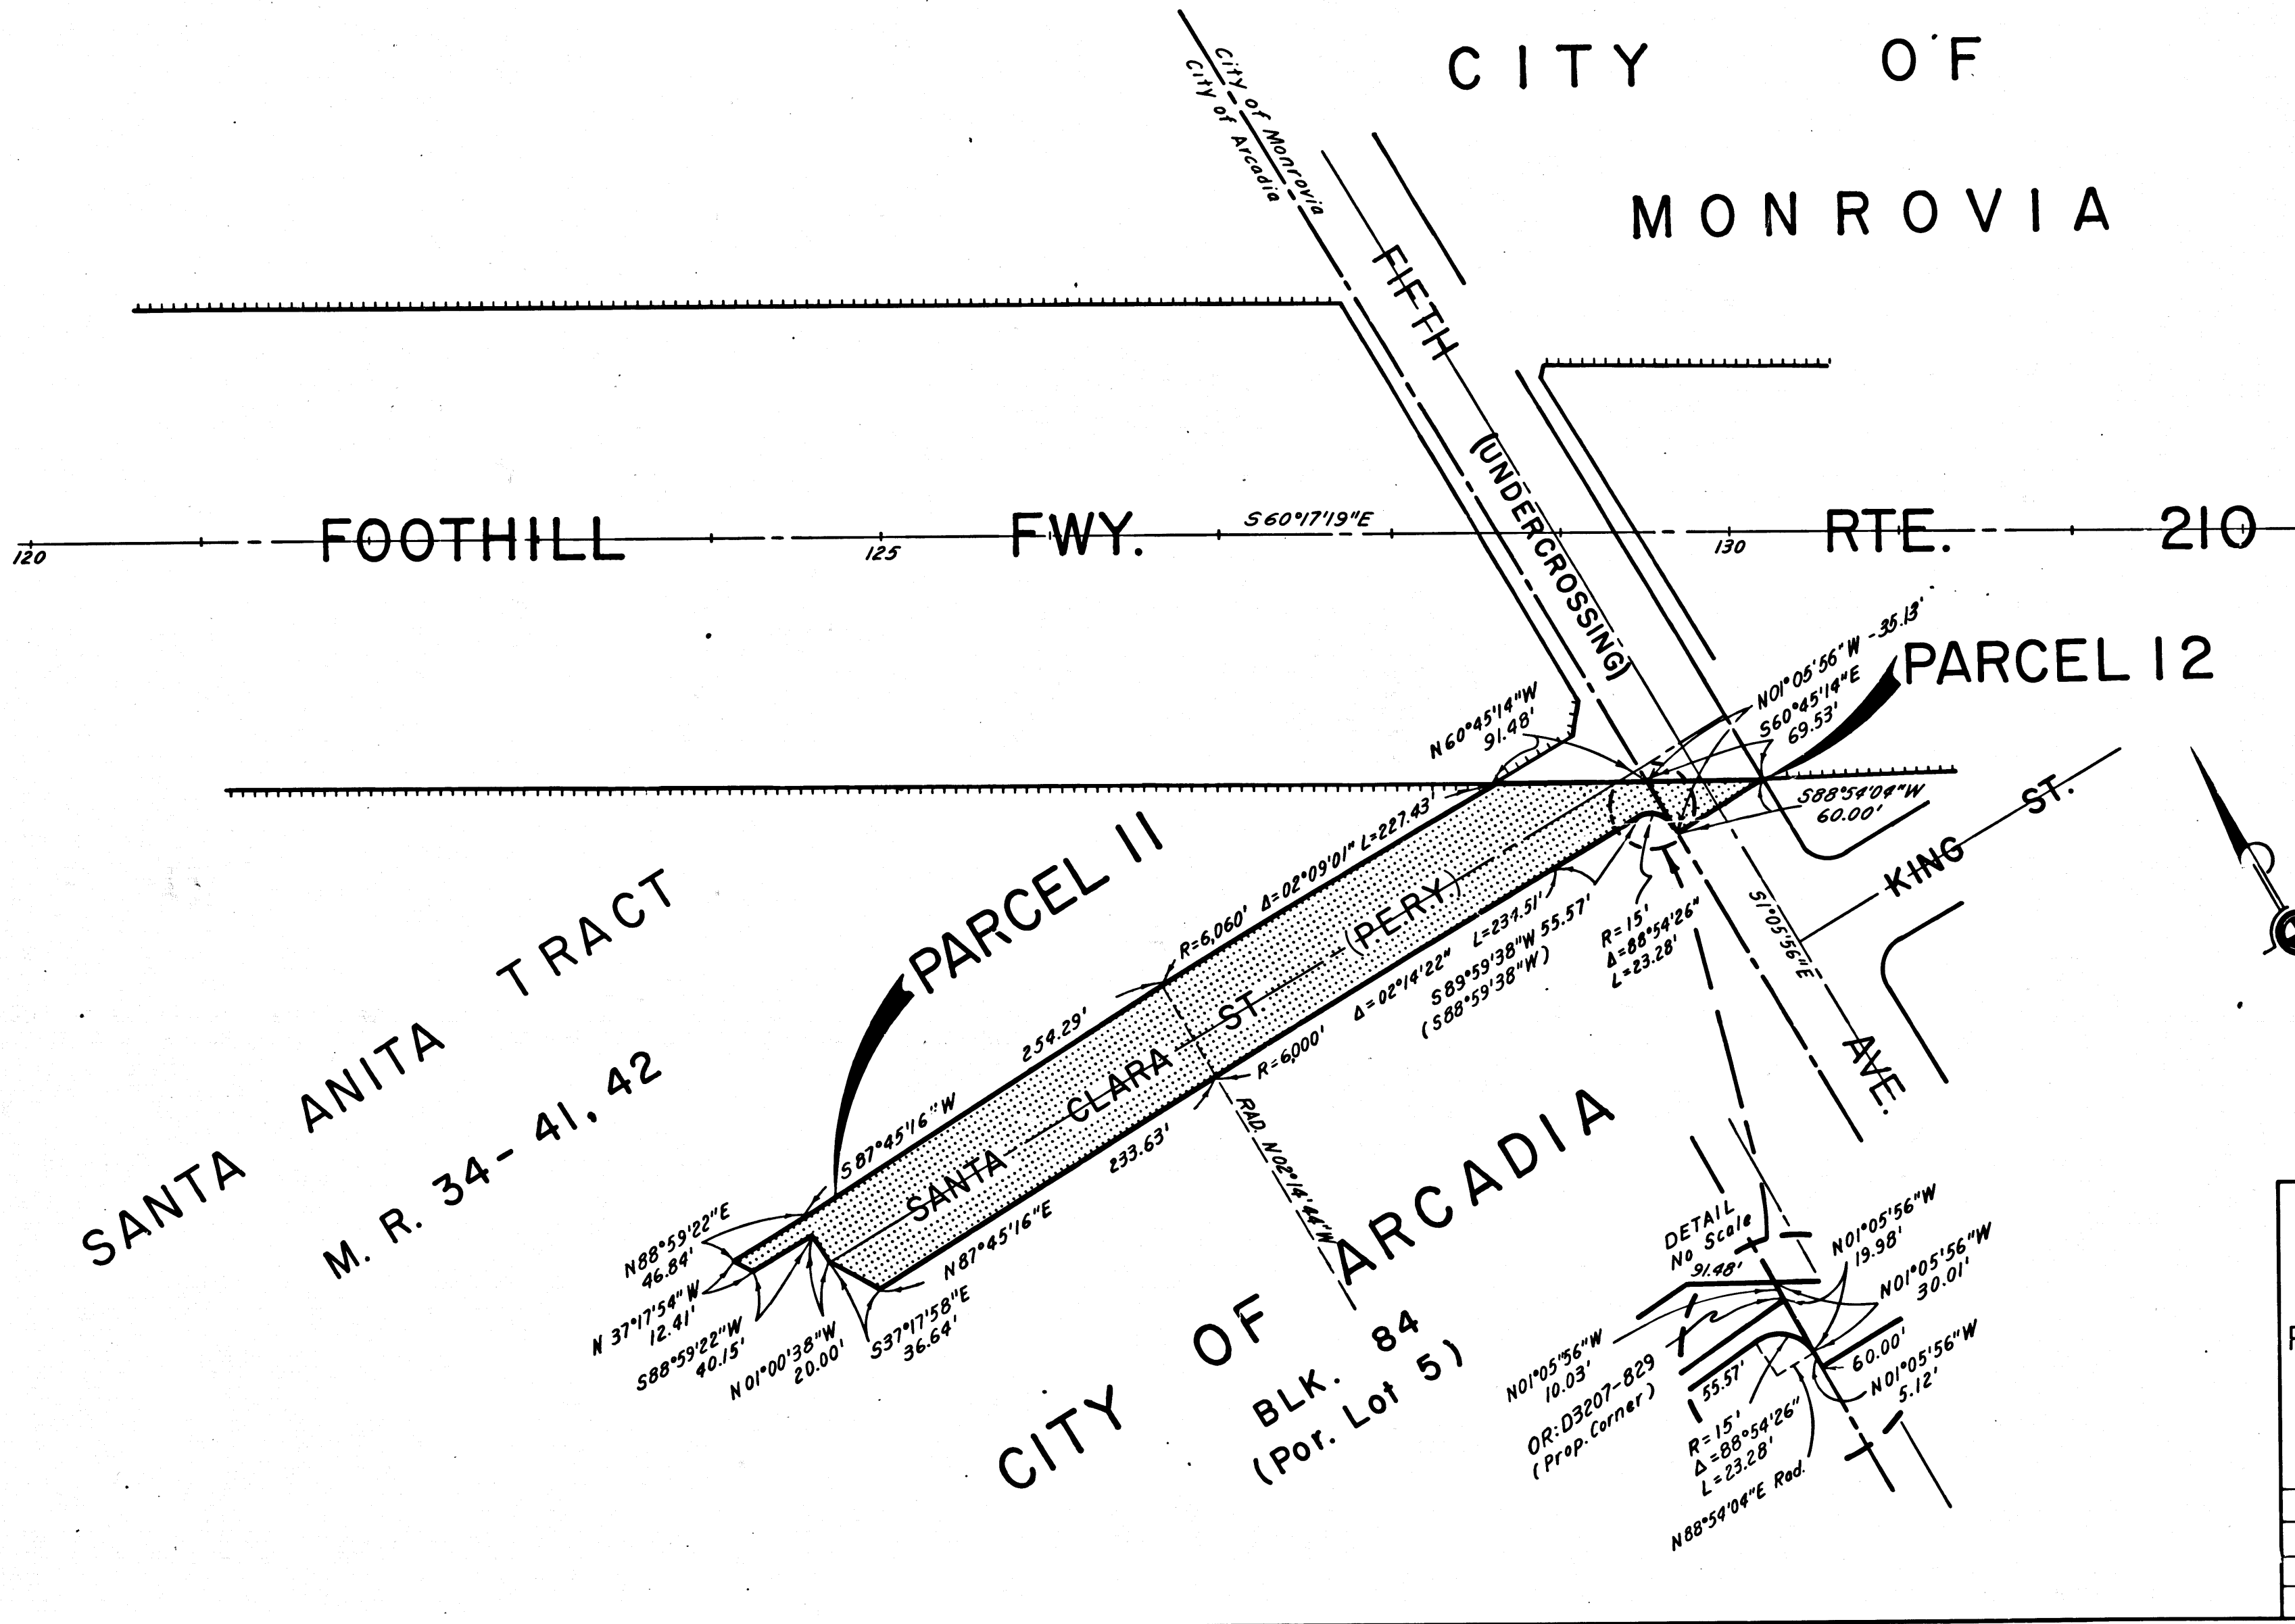 CITY OF
MONROVIA
City of Monrovia
City of Arcadia
FIFTH
(UNDERCROSSING)
AVE.
FOOTHILL FWY. RTE. 210
S60°17'19"E
120
125
130
N01°05'56"W - 35.13'
S60°45'14"E
69.53'
PARCEL 12
N60°45'14"W
91.48'
S88°54'04"W
60.00'
KING ST.
S1°05'56"E
SANTA ANITA TRACT
M. R. 34-41, 42
PARCEL 11
R=6,060' Δ=02°09'01" L=227.43'
254.29'
S87°45'16"W
SANTA CLARA ST. (P.E.R.Y.)
R=6,000' Δ=02°14'22" L=234.51'
S89°59'38"W 55.57'
(S88°59'38"W)
R=15'
Δ=88°54'26"
L=23.28'
233.63'
N87°45'16"E
RAD. N02°14'44"W
N88°59'22"E
46.84'
N 37°17'54"W
12.41'
S88°59'22"W
40.15'
N01°00'38"W
20.00'
S37°17'58"E
36.64'
CITY OF ARCADIA
BLK. 84
(Por. Lot 5)
DETAIL
No Scale
91.48'
N01°05'56"W
19.98'
N01°05'56"W
30.01'
N01°05'56"W
10.03'
OR:D3207-829
(Prop. Corner)
55.57'
60.00'
N01°05'56"W
5.12'
R=15'
Δ=88°54'26"
L=23.28'
N88°54'04"E Rad.